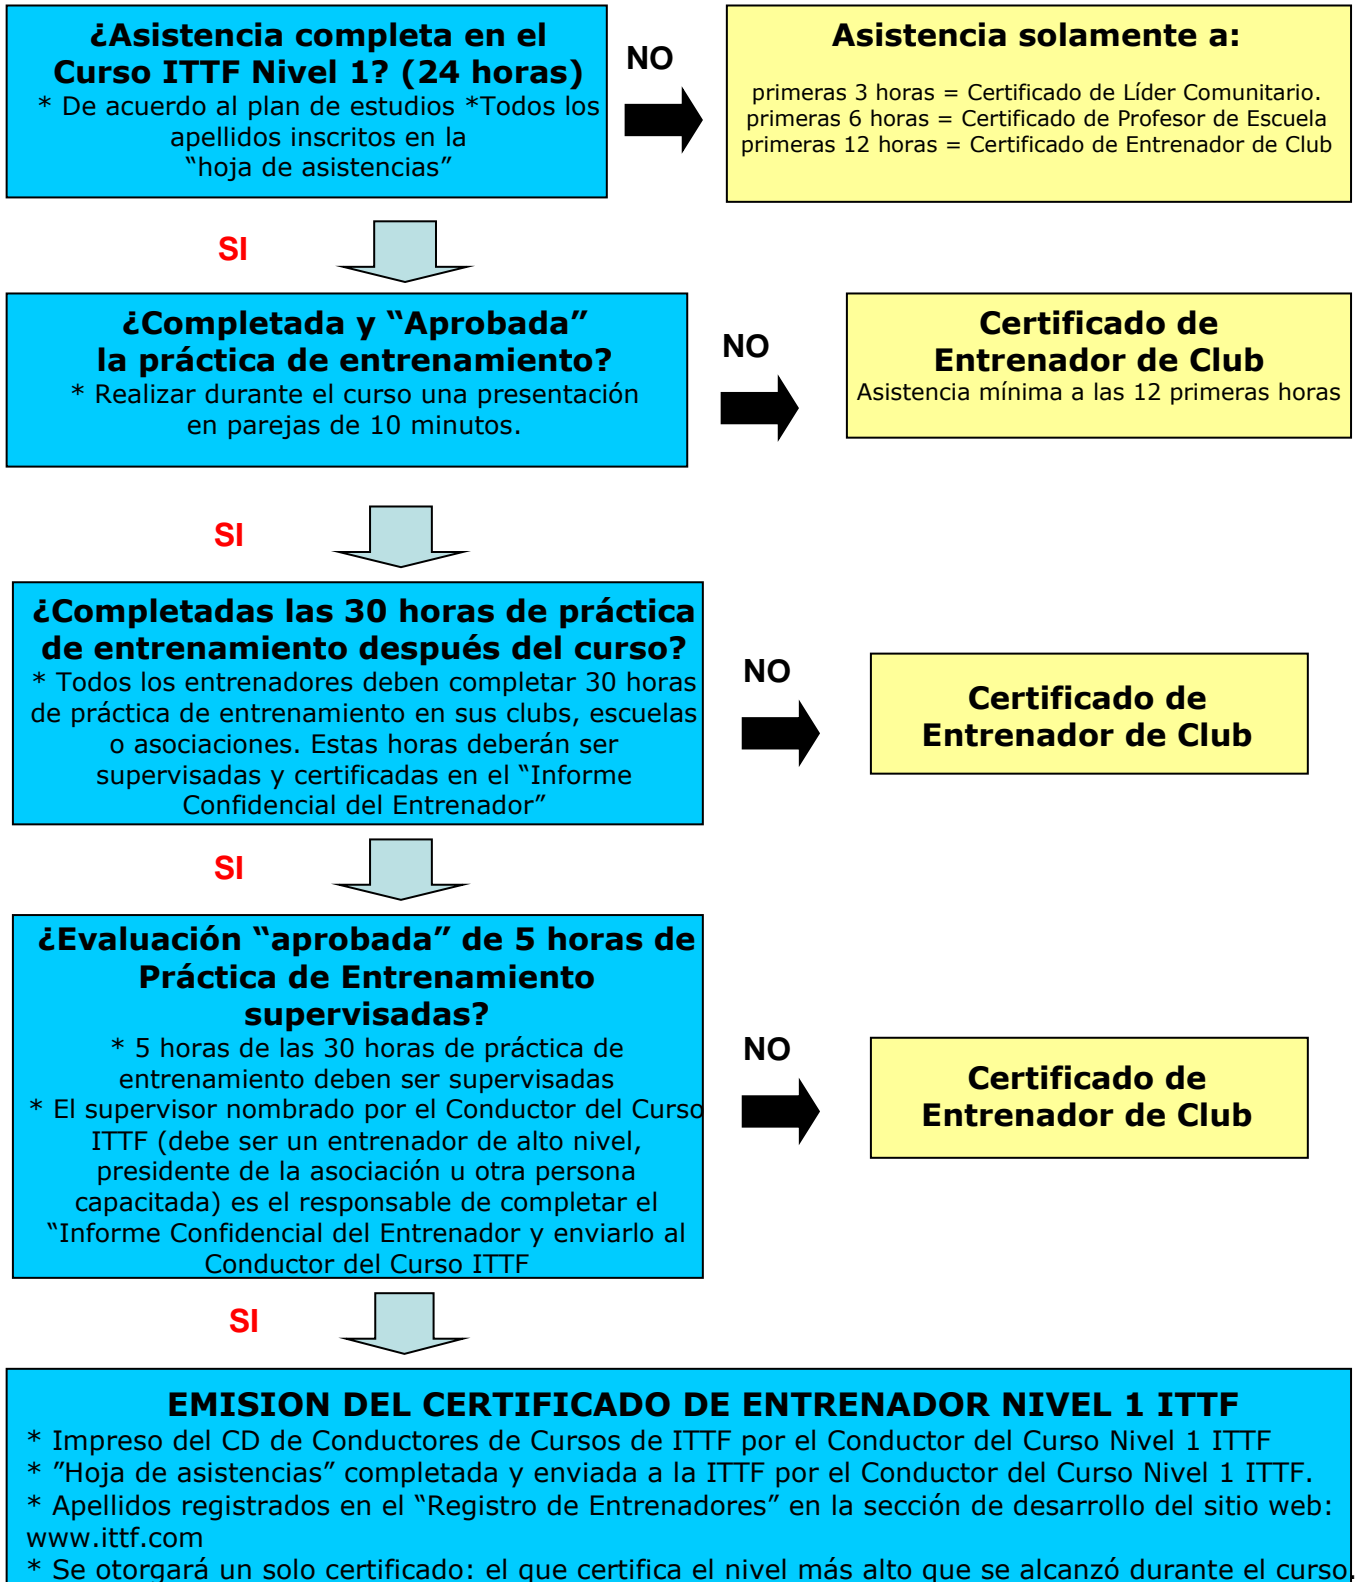 ¿Asistencia completa en el
Curso ITTF Nivel 1? (24 horas)
* De acuerdo al plan de estudios *Todos los
apellidos inscritos en la
“hoja de asistencias”
NO
Asistencia solamente a:
primeras 3 horas = Certificado de Líder Comunitario.
primeras 6 horas = Certificado de Profesor de Escuela
primeras 12 horas = Certificado de Entrenador de Club
SI
¿Completada y “Aprobada”
la práctica de entrenamiento?
* Realizar durante el curso una presentación
en parejas de 10 minutos.
NO
Certificado de
Entrenador de Club
Asistencia mínima a las 12 primeras horas
SI
¿Completadas las 30 horas de práctica
de entrenamiento después del curso?
* Todos los entrenadores deben completar 30 horas
de práctica de entrenamiento en sus clubs, escuelas
o asociaciones. Estas horas deberán ser
supervisadas y certificadas en el “Informe
Confidencial del Entrenador”
NO
Certificado de
Entrenador de Club
SI
¿Evaluación “aprobada” de 5 horas de
Práctica de Entrenamiento
supervisadas?
* 5 horas de las 30 horas de práctica de
entrenamiento deben ser supervisadas
* El supervisor nombrado por el Conductor del Curso
ITTF (debe ser un entrenador de alto nivel,
presidente de la asociación u otra persona
capacitada) es el responsable de completar el
“Informe Confidencial del Entrenador y enviarlo al
Conductor del Curso ITTF
NO
Certificado de
Entrenador de Club
SI
EMISION DEL CERTIFICADO DE ENTRENADOR NIVEL 1 ITTF
* Impreso del CD de Conductores de Cursos de ITTF por el Conductor del Curso Nivel 1 ITTF
* ”Hoja de asistencias” completada y enviada a la ITTF por el Conductor del Curso Nivel 1 ITTF.
* Apellidos registrados en el “Registro de Entrenadores” en la sección de desarrollo del sitio web:
www.ittf.com
* Se otorgará un solo certificado: el que certifica el nivel más alto que se alcanzó durante el curso.